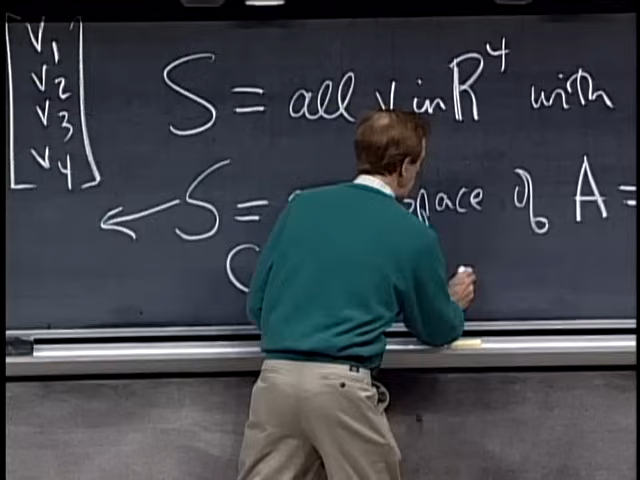 v1
v2
v3
v4
S = all v in R⁴ with
S = space of A =
C